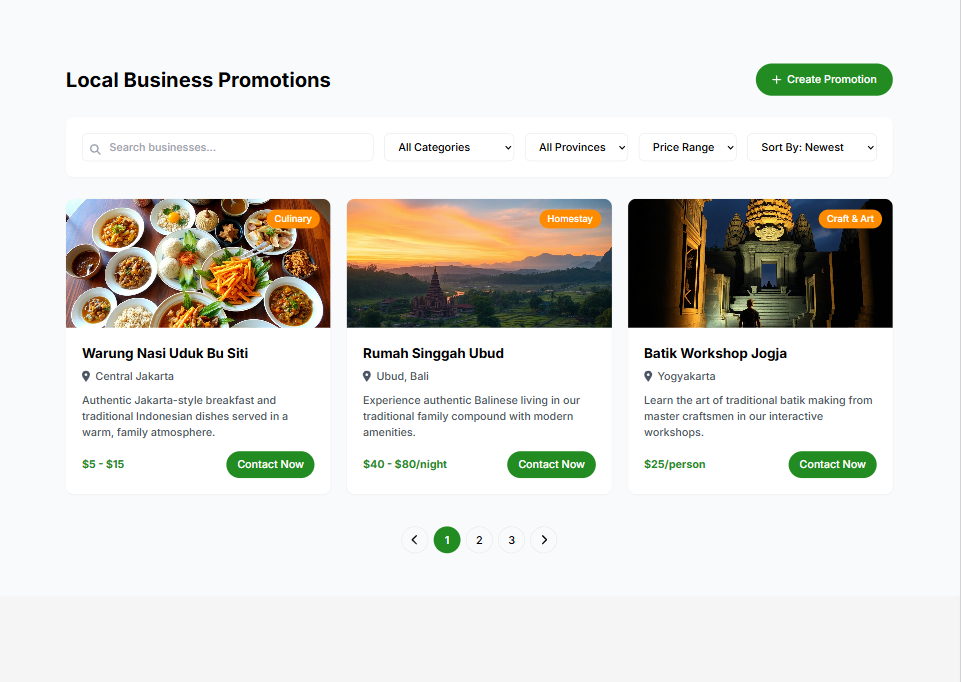 Local Business Promotions
+ Create Promotion
Search businesses...
All Categories
All Provinces
Price Range
Sort By: Newest
Culinary
Homestay
Craft & Art
Warung Nasi Uduk Bu Siti
Central Jakarta
Authentic Jakarta-style breakfast and
traditional Indonesian dishes served in a
warm, family atmosphere.
$5 - $15
Contact Now
Rumah Singgah Ubud
Ubud, Bali
Experience authentic Balinese living in our
traditional family compound with modern
amenities.
$40 - $80/night
Contact Now
Batik Workshop Jogja
Yogyakarta
Learn the art of traditional batik making from
master craftsmen in our interactive
workshops.
$25/person
Contact Now
1 2 3